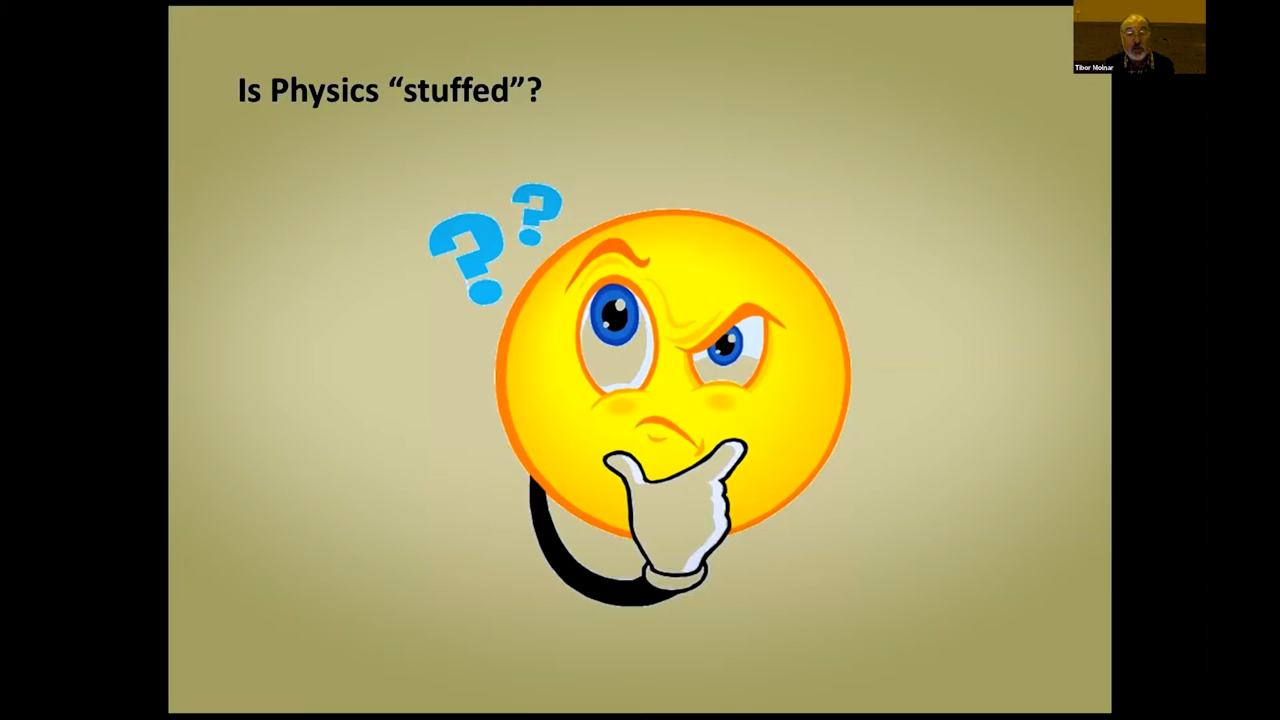 Is Physics “stuffed”?
? ?
Tibor Molnar